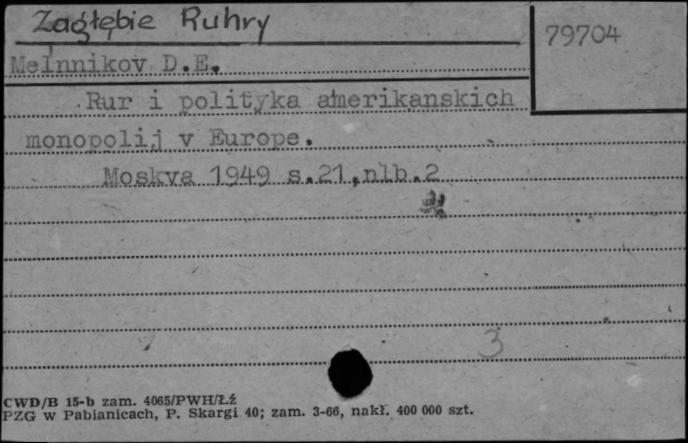 Zagłębie Ruhry
79704
Melnnikov D.E.
Rur i polityka amerikanskich
monopolij v Europe.
Moskva 1949 s.21,nlb.2
3
CWD/B 15-b zam. 4065/PWH/Łź
PZG w Pabianicach, P. Skargi 40; zam. 3-66, nakł. 400 000 szt.